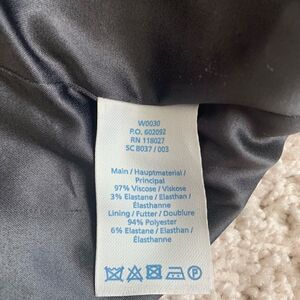 W0030
P.O. 602092
RN 118027
SC 8037 / 003
Main / Hauptmaterial /
Principal
97% Viscose / Viskose
3% Elastane / Elasthan /
Élasthanne
Lining / Futter / Doublure
94% Polyester
6% Elastane / Elasthan /
Élasthanne